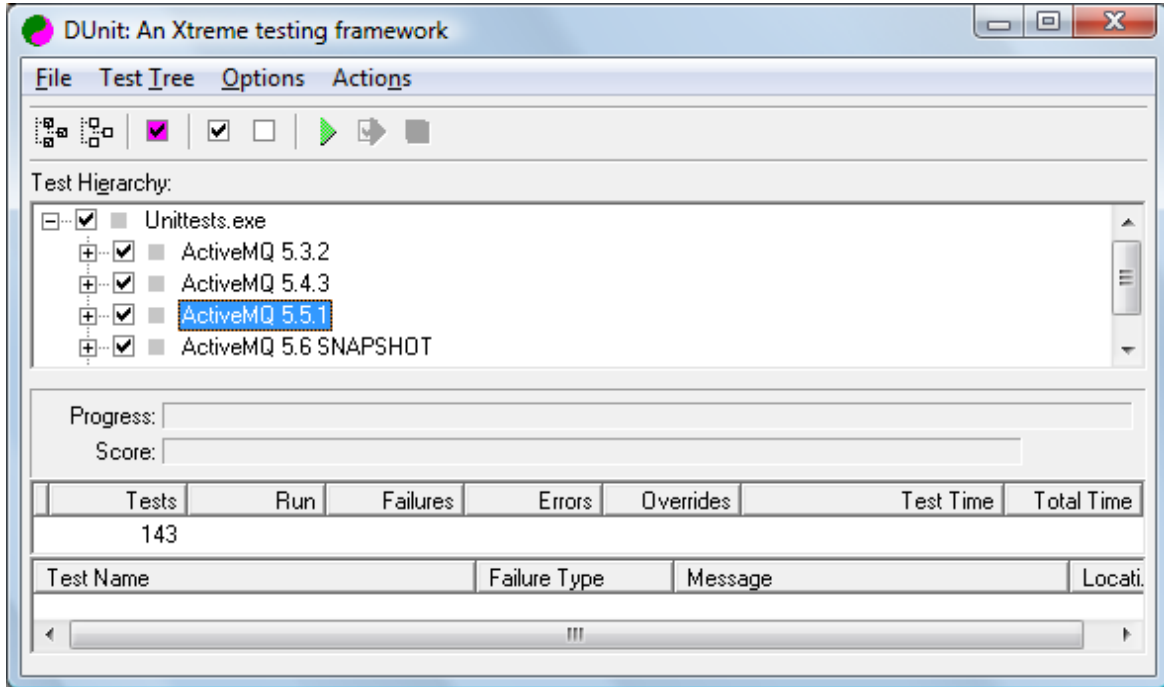 DUnit: An Xtreme testing framework
File Test Tree Options Actions
Test Hierarchy:
Unittests.exe
ActiveMQ 5.3.2
ActiveMQ 5.4.3
ActiveMQ 5.5.1
ActiveMQ 5.6 SNAPSHOT
Progress:
Score:
Tests Run Failures Errors Overrides Test Time Total Time
143
Test Name Failure Type Message Locati.